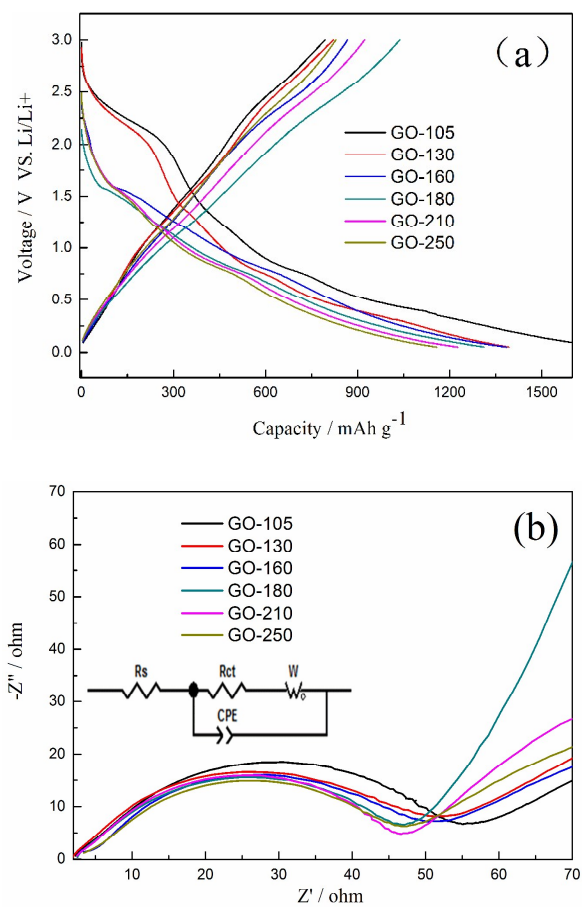 (a)
3.0
2.5
2.0
1.5
1.0
0.5
0.0
Voltage / V VS. Li/Li+
GO-105
GO-130
GO-160
GO-180
GO-210
GO-250
0 300 600 900 1200 1500
Capacity / mAh g-1
(b)
70
60
50
40
30
20
10
0
-Z" / ohm
GO-105
GO-130
GO-160
GO-180
GO-210
GO-250
Rs Rct W
CPE
10 20 30 40 50 60 70
Z' / ohm